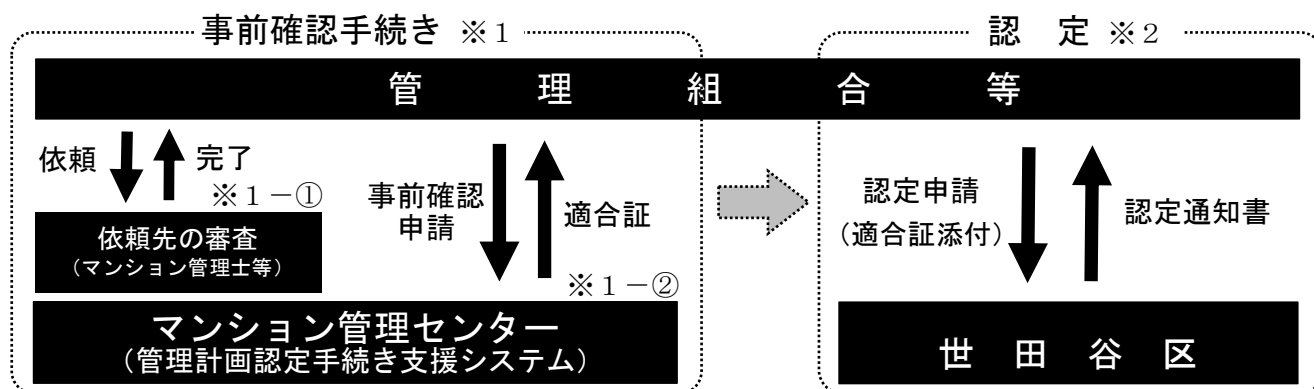 事前確認手続き ※1
認 定 ※2
管 理 組 合 等
依頼
完了
※1-①
依頼先の審査
(マンション管理士等)
事前確認
申請
適合証
※1-②
マンション管理センター
(管理計画認定手続き支援システム)
認定申請
(適合証添付)
認定通知書
世 田 谷 区